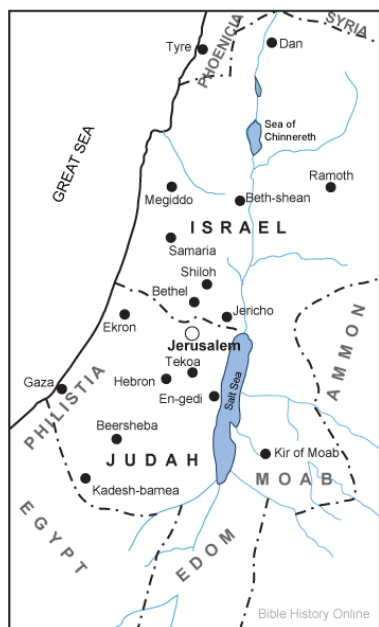 SYRIA
PHOENICIA
Tyre
Dan
Sea of
Chinnereth
GREAT SEA
Ramoth
Megiddo
Beth-shean
ISRAEL
Samaria
Shiloh
Bethel
Jericho
Ekron
Jerusalem
AMMON
Tekoa
Gaza
Hebron
PHILISTIA
En-gedi
Salt Sea
Beersheba
JUDAH
Kir of Moab
MOAB
Kadesh-barnea
EGYPT
EDOM
Bible History Online